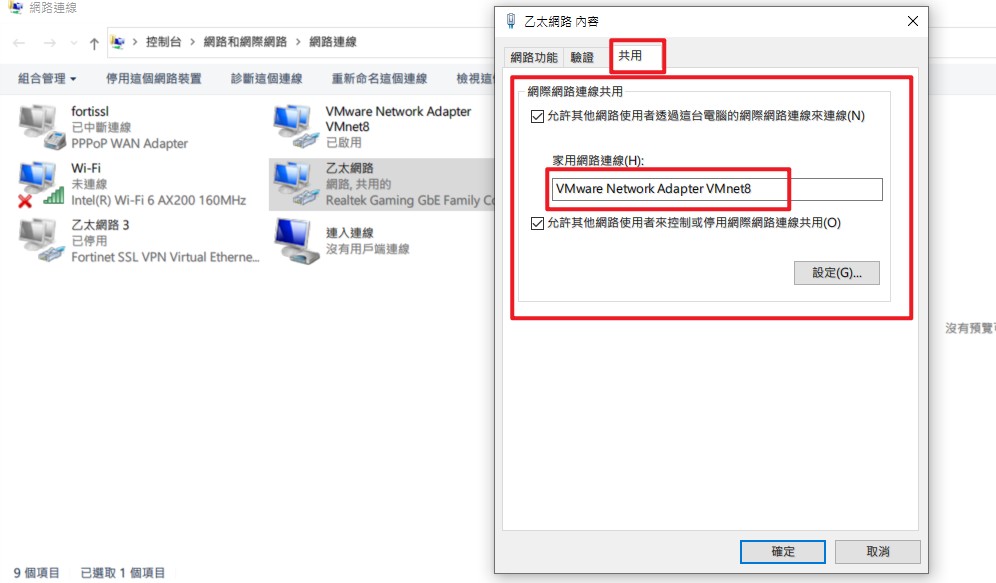 網路連線
控制台 › 網路和網際網路 › 網路連線
組合管理 停用這個網路裝置 診斷這個連線 重新命名這個連線 檢視這
fortissl
已中斷連線
PPPoP WAN Adapter
VMware Network Adapter
VMnet8
已啟用
Wi-Fi
未連線
Intel(R) Wi-Fi 6 AX200 160MHz
乙太網路
網路, 共用的
Realtek Gaming GbE Family Co
乙太網路 3
已停用
Fortinet SSL VPN Virtual Etherne...
連入連線
沒有用戶端連線
沒有預覽
9 個項目 已選取 1 個項目
乙太網路 內容
網路功能 驗證 共用
網際網路連線共用
允許其他網路使用者透過這台電腦的網際網路連線來連線(N)
家用網路連線(H):
VMware Network Adapter VMnet8
允許其他網路使用者來控制或停用網際網路連線共用(O)
設定(G)...
確定 取消